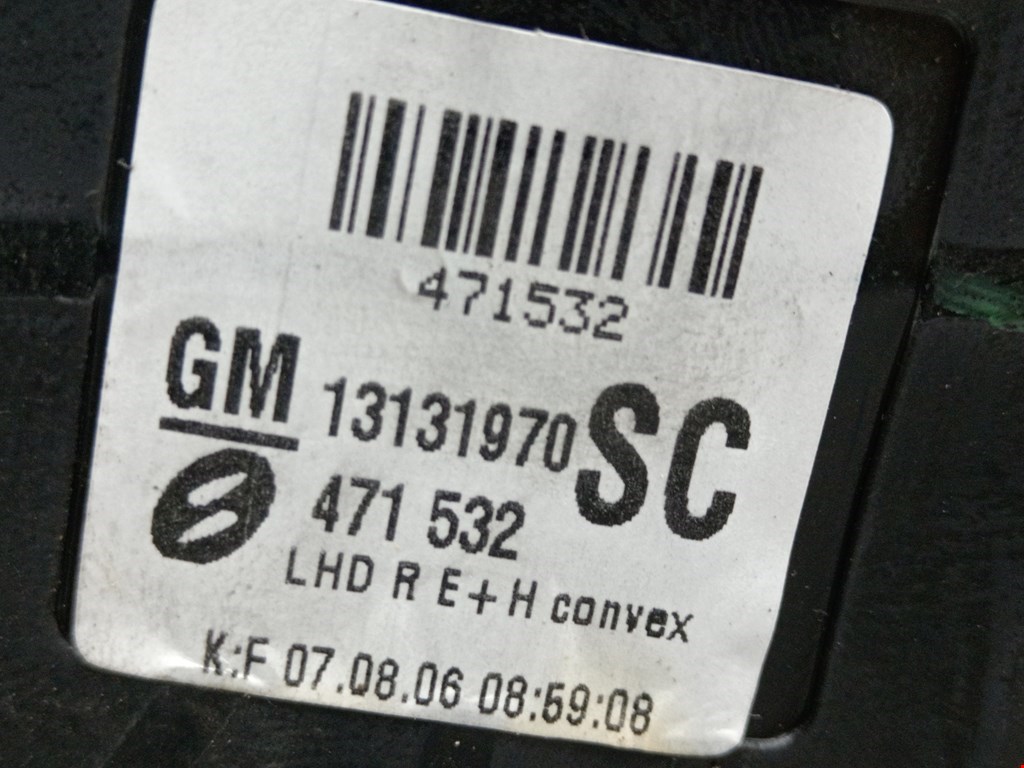 471532
GM 13131970 SC
471 532
LHD R E+H convex
K:F 07.08.06 08:59:08